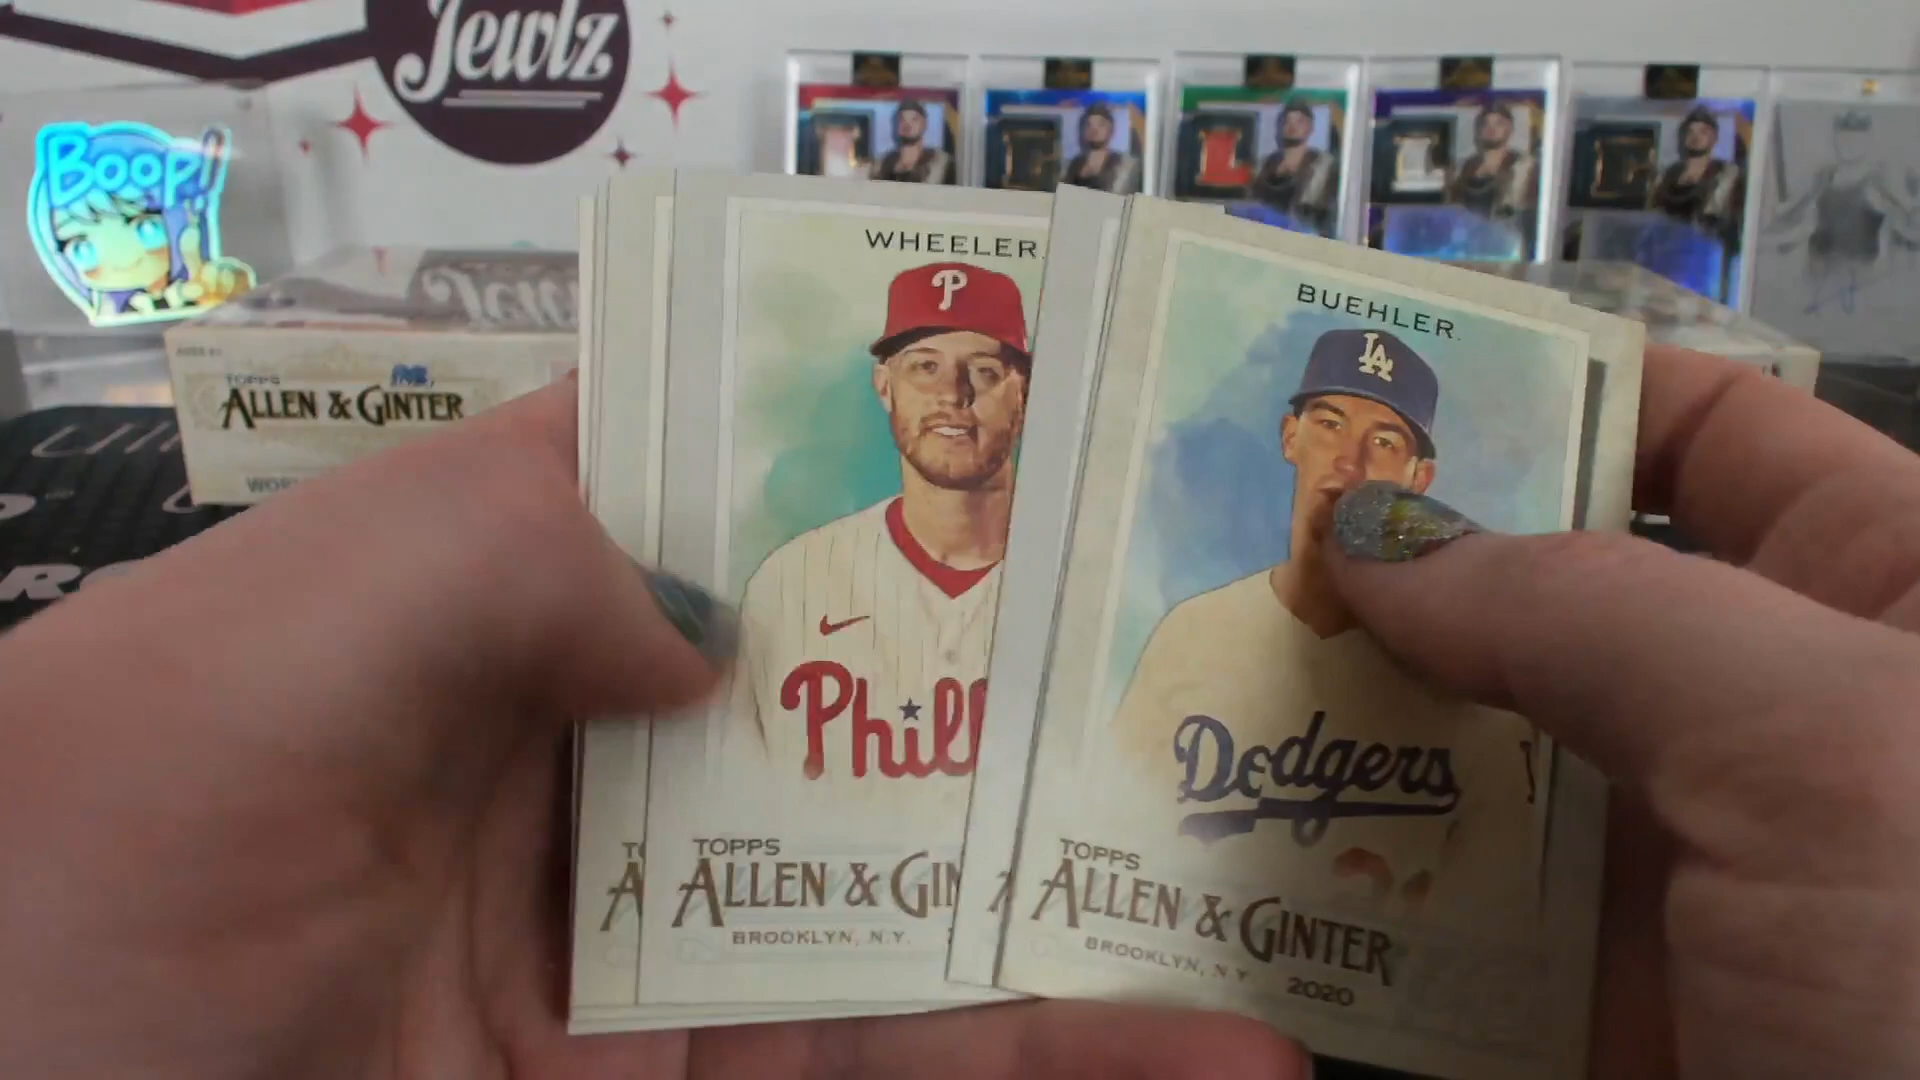 Jewlz
Boop!
TOPPS
ALLEN & GINTER
WHEELER.
P
Phill
TOPPS
ALLEN & GIN
BROOKLYN, N.Y.
BUEHLER.
LA
Dodgers
TOPPS
ALLEN & GINTER
BROOKLYN, N.Y.
2020